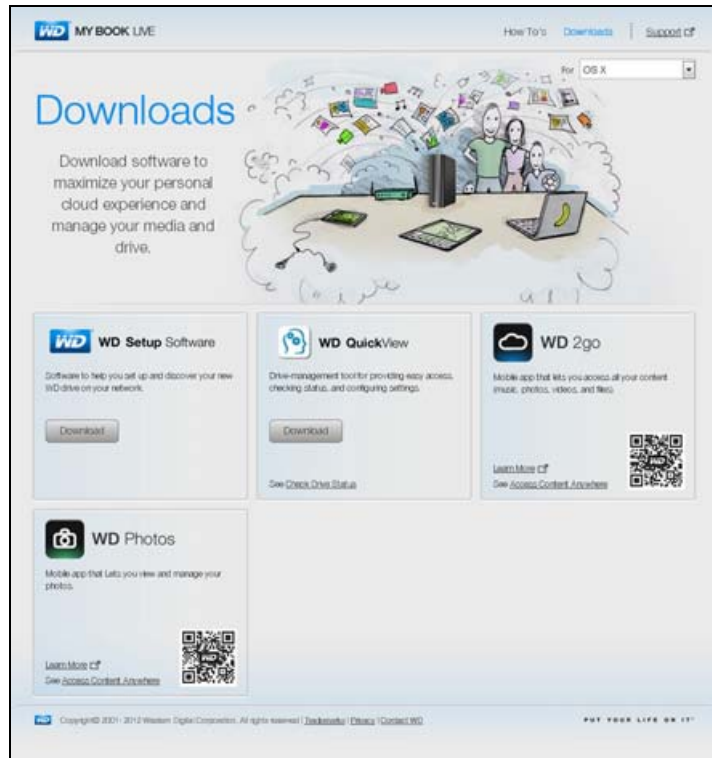 WD MY BOOK LIVE
How To's Downloads Support
For OS X
Downloads
Download software to
maximize your personal
cloud experience and
manage your media and
drive.
WD WD Setup Software
Software to help you set up and discover your new
WD drive on your network.
Download
WD QuickView
Drive-management tool for providing easy access,
checking status, and configuring settings.
Download
See Check Drive Status
WD 2go
Mobile app that lets you access all your content
(music, photos, videos, and files)
Learn More
See Access Content Anywhere
WD
WD Photos
Mobile app that Lets you view and manage your
photos.
Learn More
See Access Content Anywhere
WD
WD Copyright© 2001- 2012 Western Digital Corporation. All rights reserved | Trademarks | Privacy | Contact WD
PUT YOUR LIFE ON IT™